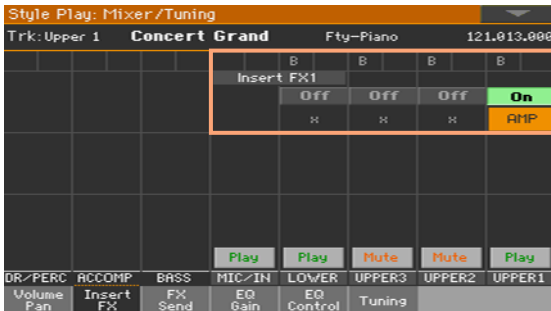 Style Play: Mixer/Tuning
Trk:Upper 1 Concert Grand Fty-Piano 121.013.000
B B B B
Insert FX1
Off Off Off On
x x x AMP
Play Play Mute Mute Play
DR/PERC ACCOMP BASS MIC/IN LOWER UPPER3 UPPER2 UPPER1
Volume Pan Insert FX FX Send EQ Gain EQ Control Tuning